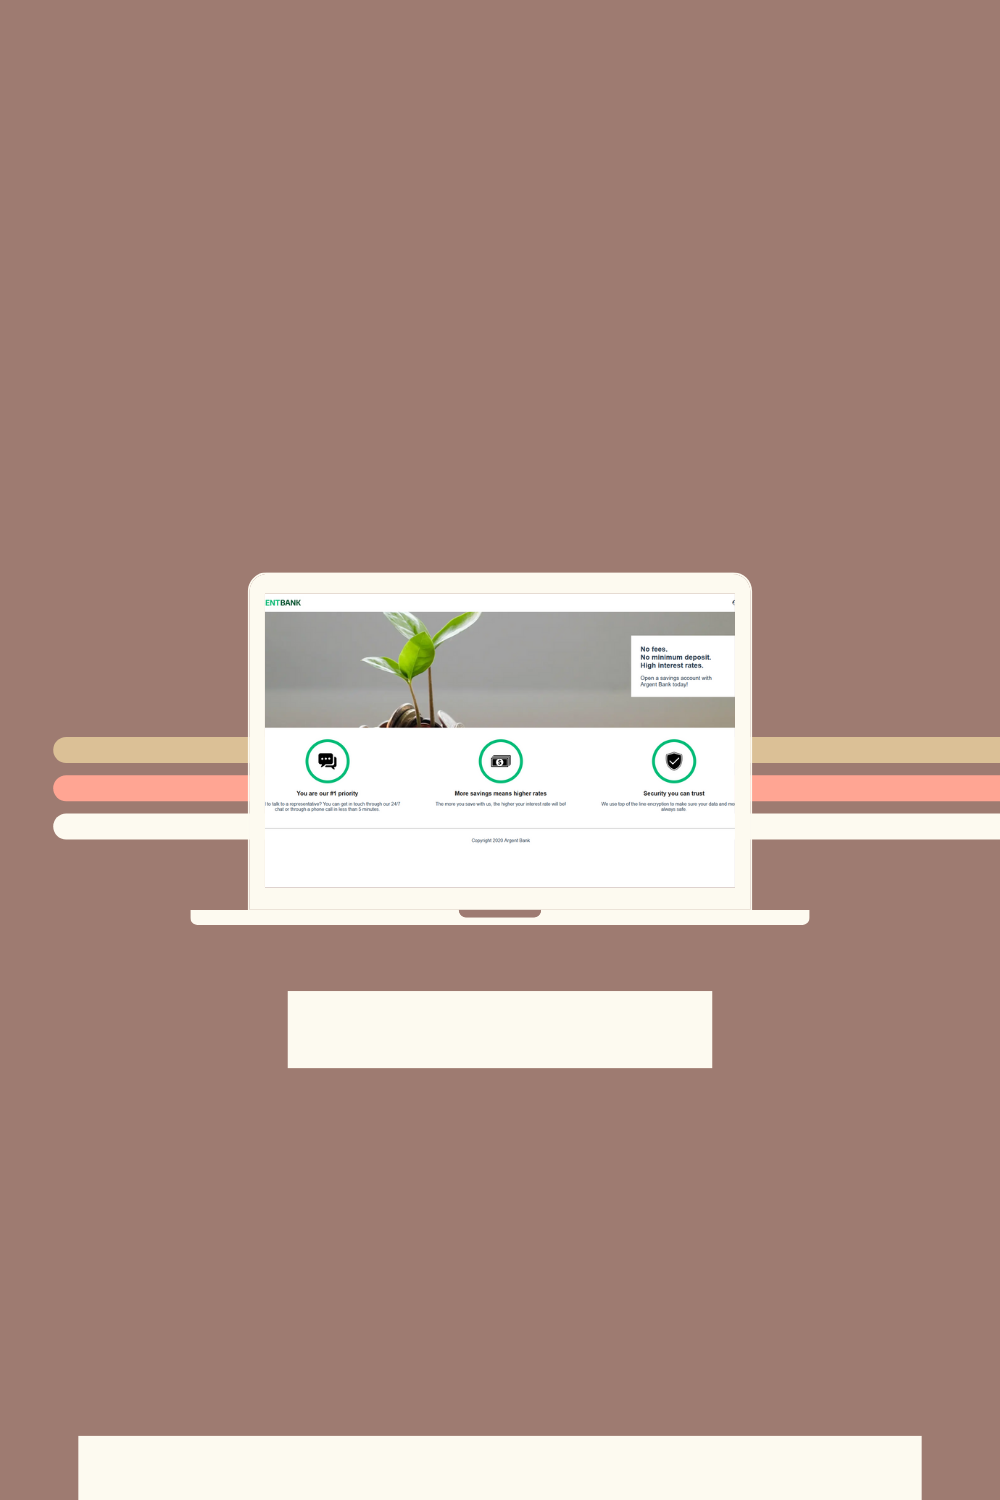 ENTBANK
No fees.
No minimum deposit.
High interest rates.
Open a savings account with
Argent Bank today!
You are our #1 priority
to talk to a representative? You can get in touch through our 24/7
chat or through a phone call in less than 5 minutes.
More savings means higher rates
The more you save with us, the higher your interest rate will be!
Security you can trust
We use top of the line encryption to make sure your data and
always safe.
Copyright 2020 Argent Bank